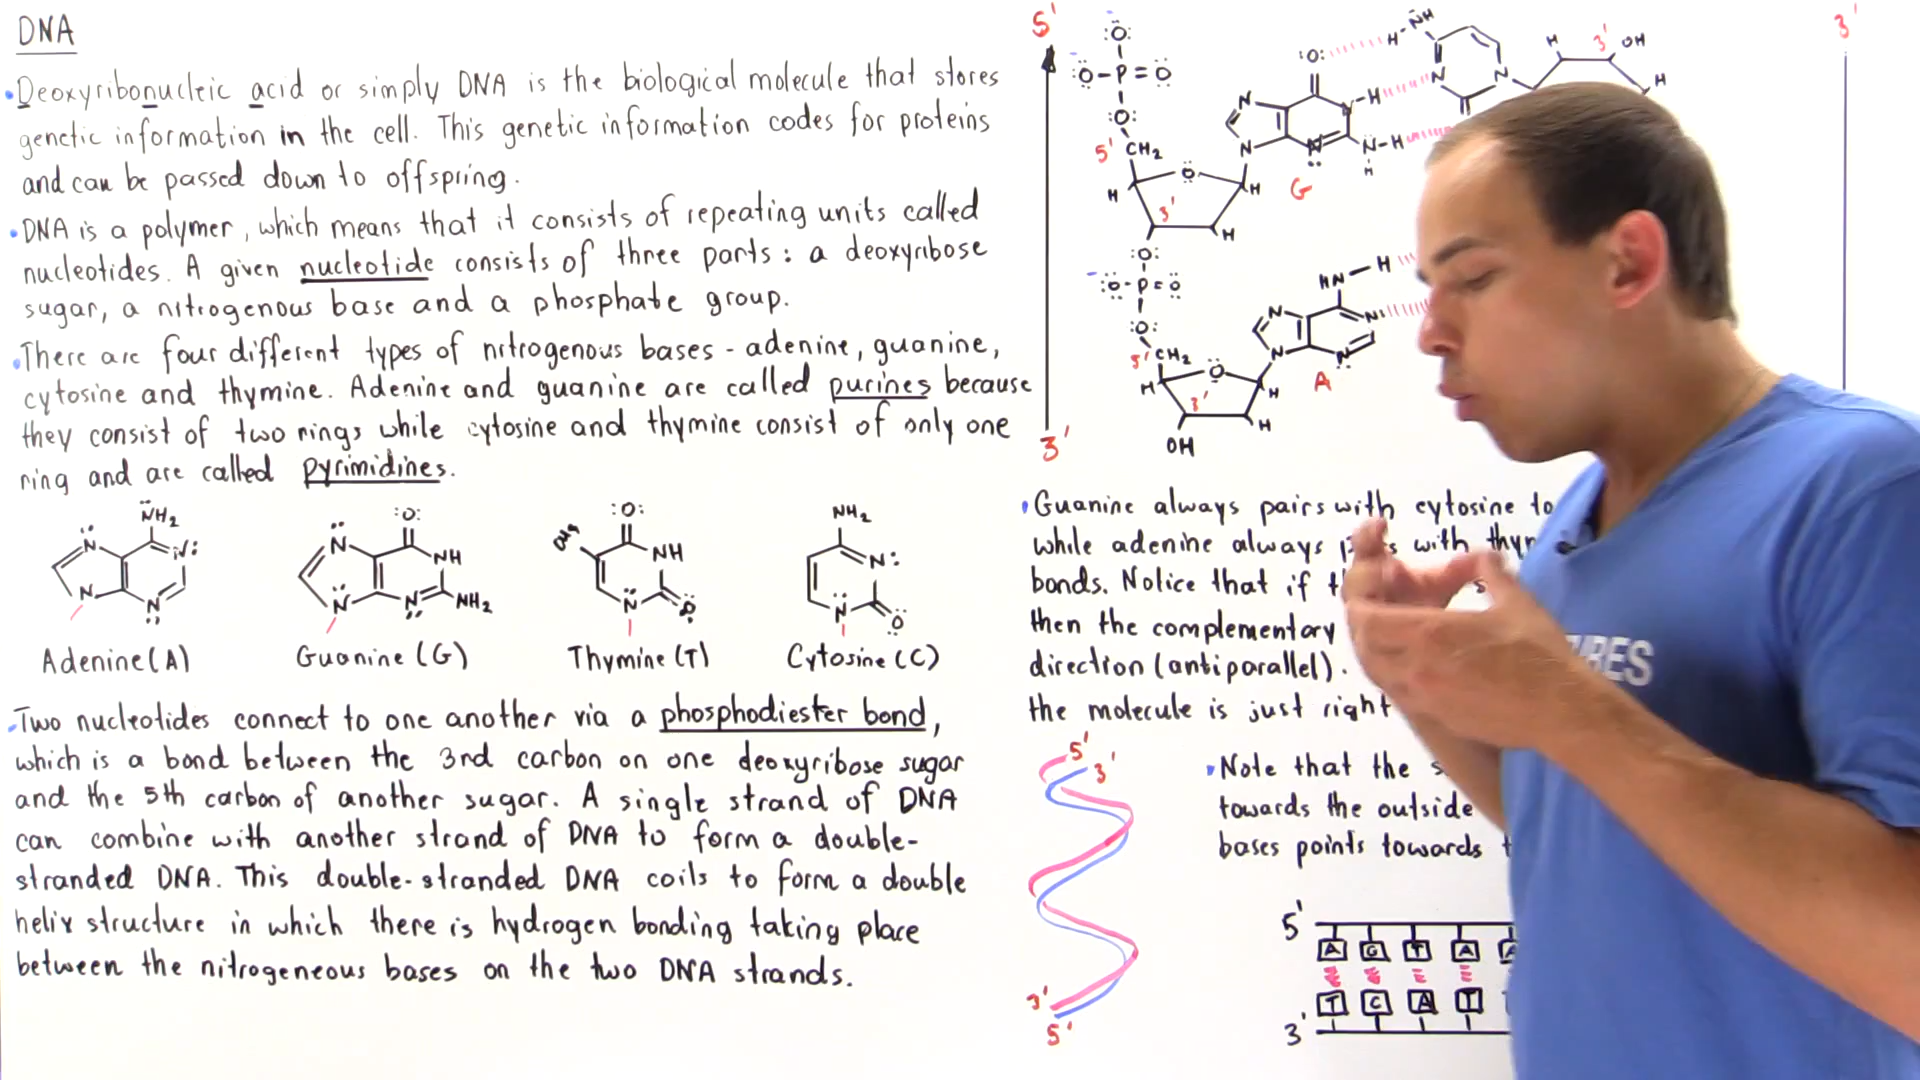 DNA
•Deoxyribonucleic acid or simply DNA is the biological molecule that stores
genetic information in the cell. This genetic information codes for proteins
and can be passed down to offspring.
•DNA is a polymer, which means that it consists of repeating units called
nucleotides. A given nucleotide consists of three parts: a deoxyribose
sugar, a nitrogenous base and a phosphate group.
•There are four different types of nitrogenous bases - adenine, guanine,
cytosine and thymine. Adenine and guanine are called purines because
they consist of two rings while cytosine and thymine consist of only one
ring and are called pyrimidines.
NH2
N N: N N
Adenine(A)
:O:
N NH N N NH2
Guanine (G)
:O:
CH3 NH N O
Thymine (T)
NH2
N: N O
Cytosine (C)
•Two nucleotides connect to one another via a phosphodiester bond,
which is a bond between the 3rd carbon on one deoxyribose sugar
and the 5th carbon of another sugar. A single strand of DNA
can combine with another strand of DNA to form a double-
stranded DNA. This double-stranded DNA coils to form a double
helix structure in which there is hydrogen bonding taking place
between the nitrogeneous bases on the two DNA strands.
5'
3'
:O:
:O-P=O
:O:
5' CH2
O
H H
3' H
N N N
:O: H-NH
N-H N N
N-H
H
G
H 3' OH
H
3'
:O:
:O-P=O
:O:
5' CH2
O
H H
3' H
OH
HN-H
N N N N
A
•Guanine always pairs with cytosine to
while adenine always with
bonds. Notice that if
then the complementary
direction (antiparallel).
the molecule is just right
5'
3'
3'
5'
•Note that the
towards the outside
bases points towards
5'
A G T A A
T C A T
3'
RES